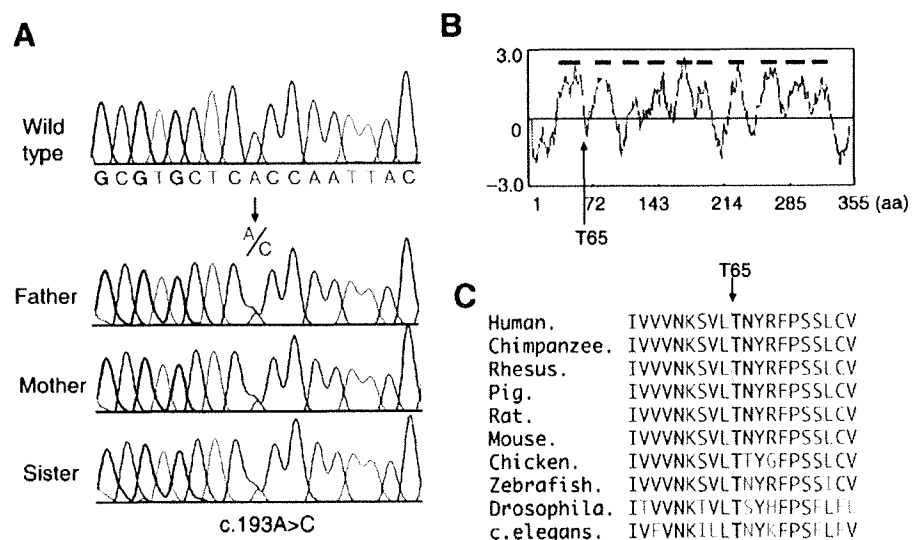 A
Wild
type
G C G T G C T C A C C A A T T A C
A/C
Father
Mother
Sister
c.193A>C
B
3.0
0
−3.0
1 72 143 214 285 355 (aa)
T65
C
T65
Human. IVVVNKSVLTNYRFPSSLCV
Chimpanzee. IVVVNKSVLTNYRFPSSLCV
Rhesus. IVVVNKSVLTNYRFPSSLCV
Pig. IVVVNKSVLTNYRFPSSLCV
Rat. IVVVNKSVLTNYRFPSSLCV
Mouse. IVVVNKSVLTNYRFPSSLCV
Chicken. IVVVNKSVLTTYGFPSSLCV
Zebrafish. IVVVNKSVLTNYRFPSSICV
Drosophila. ITVVNKTVLTSYHFPSFLFL
c.elegans. IVFVNKILLTNYKFPSFLFV